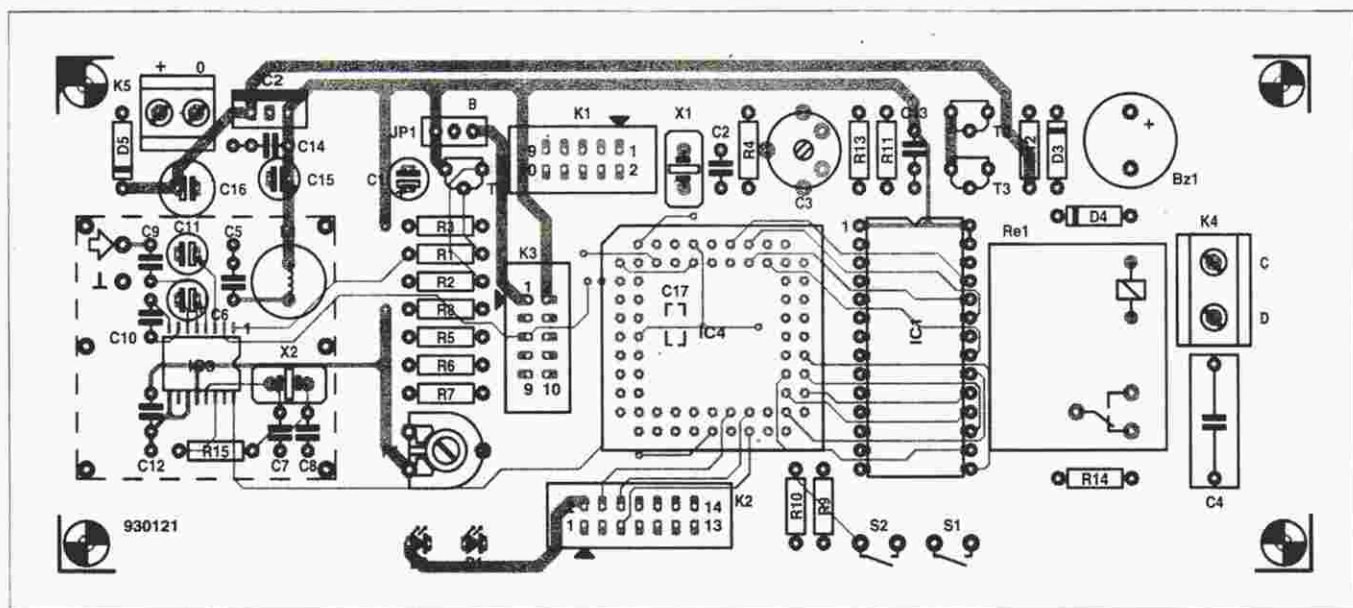 K5
+ 0
C2
B
K1
X1
C2
JP1
9
1
2
R4
R13
R11
D3
+
Bz1
D5
C14
C16
C15
C3
T3
D4
C9
C11
C5
R3
R1
R2
R8
R5
R6
R7
K3
1
9 10
C17
IC4
1
IC1
Re1
K4
C
D
C6
C10
1
X2
C12
R15
C7
C8
K2
1
14
13
R10
R9
S2
S1
R14
C4
930121